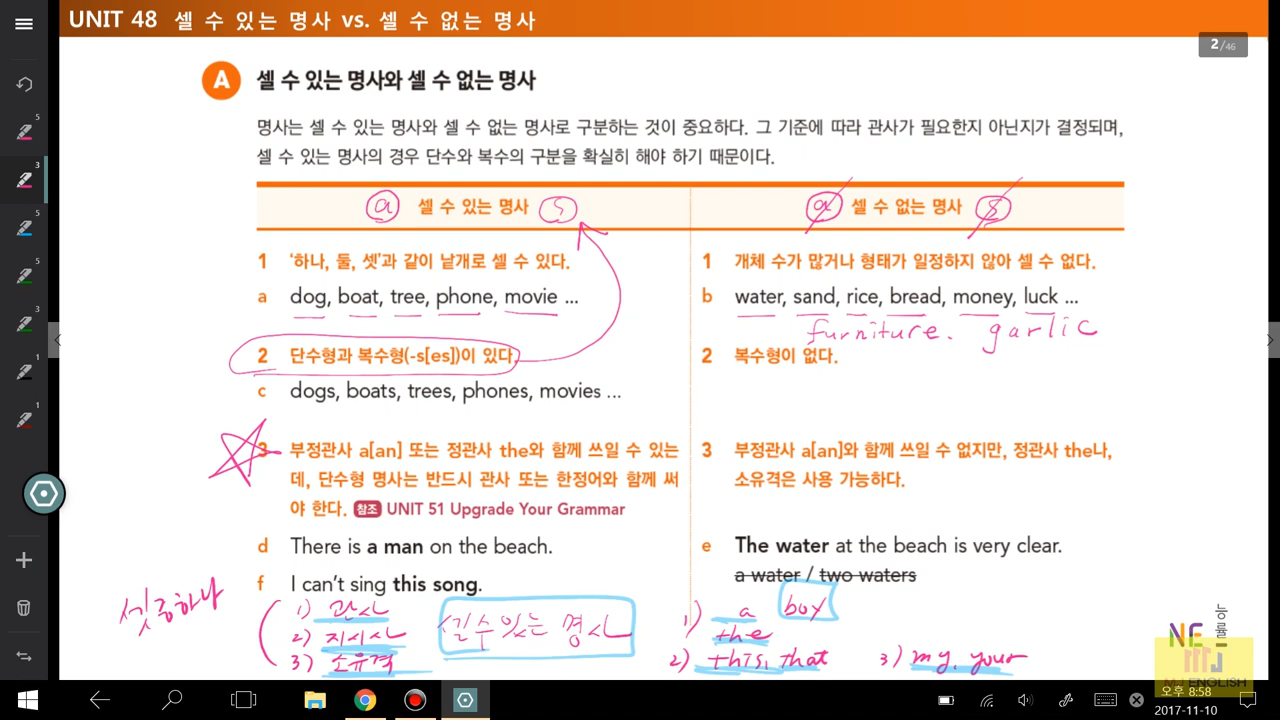 UNIT 48 셀 수 있는 명사 vs. 셀 수 없는 명사
2/46
A 셀 수 있는 명사와 셀 수 없는 명사
명사는 셀 수 있는 명사와 셀 수 없는 명사로 구분하는 것이 중요하다. 그 기준에 따라 관사가 필요한지 아닌지가 결정되며,
셀 수 있는 명사의 경우 단수와 복수의 구분을 확실히 해야 하기 때문이다.
a 셀 수 있는 명사 s
a 셀 수 없는 명사 s
1 '하나, 둘, 셋'과 같이 낱개로 셀 수 있다.
a dog, boat, tree, phone, movie ...
2 단수형과 복수형(-s[es])이 있다.
c dogs, boats, trees, phones, movies ...
3 부정관사 a[an] 또는 정관사 the와 함께 쓰일 수 있는
데, 단수형 명사는 반드시 관사 또는 한정어와 함께 써
야 한다. 참조 UNIT 51 Upgrade Your Grammar
d There is a man on the beach.
f I can't sing this song.
1 개체 수가 많거나 형태가 일정하지 않아 셀 수 없다.
b water, sand, rice, bread, money, luck ...
furniture. garlic
2 복수형이 없다.
3 부정관사 a[an]와 함께 쓰일 수 없지만, 정관사 the나,
소유격은 사용 가능하다.
e The water at the beach is very clear.
a water / two waters
셋중하나
1) 관사
2) 지시사
3) 소유격
셀수있는 명사
1) a boy
the
2) this, that
3) my, your
NE 능률
MJ ENGLISH
오후 8:58
2017-11-10
5
3
5
5
3
1
1